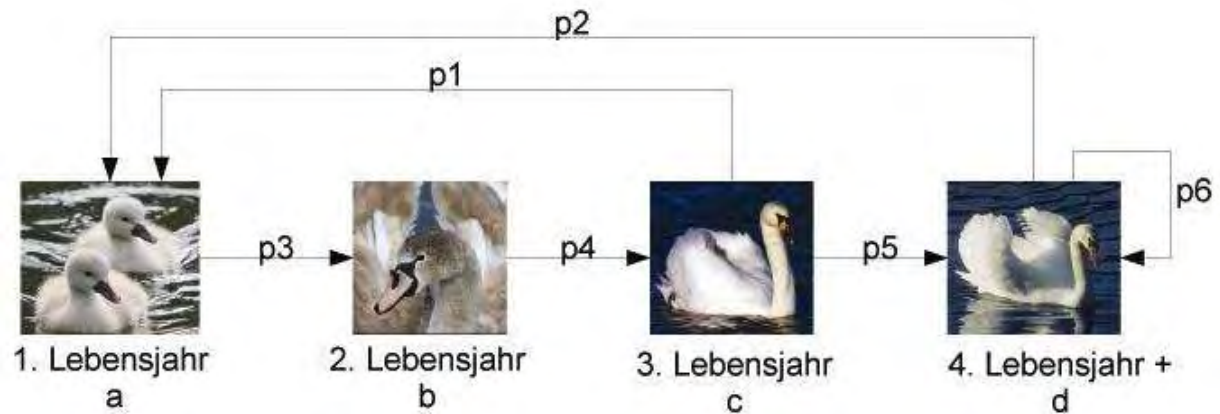 p2
p1
p6
p3
p4
p5
1. Lebensjahr
a
2. Lebensjahr
b
3. Lebensjahr
c
4. Lebensjahr +
d